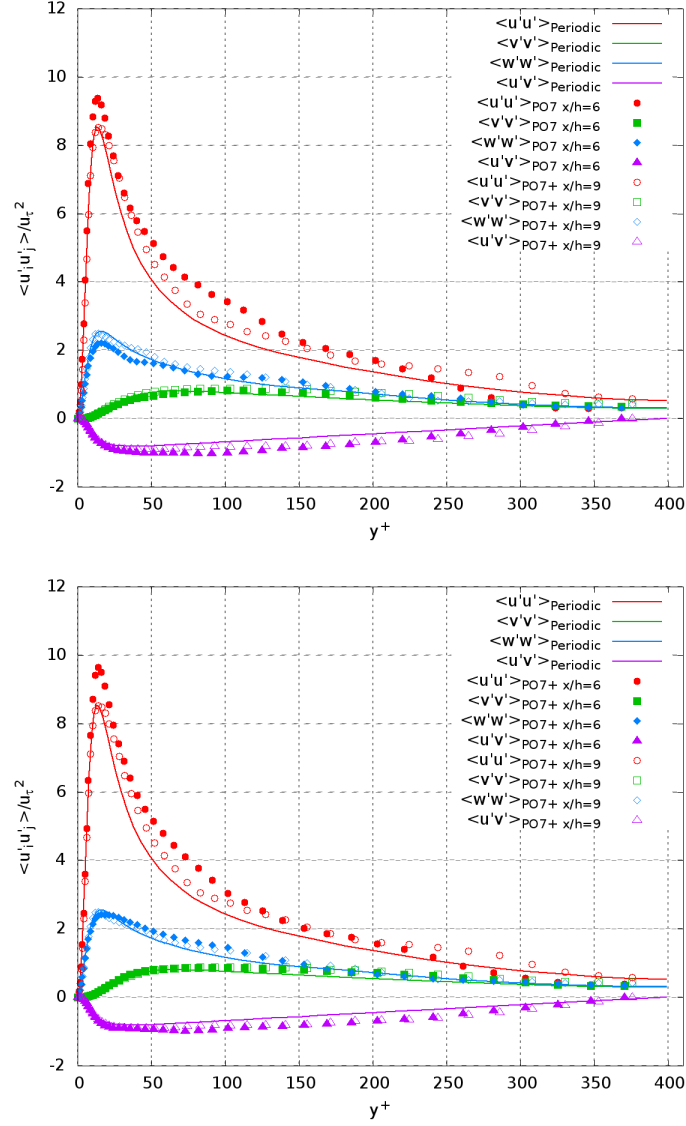 12
10
8
6
4
2
0
-2
0 50 100 150 200 250 300 350 400
y+
<u'iu'j>/uτ2
<u'u'>Periodic
<v'v'>Periodic
<w'w'>Periodic
<u'v'>Periodic
<u'u'>PO7 x/h=6
<v'v'>PO7 x/h=6
<w'w'>PO7 x/h=6
<u'v'>PO7 x/h=6
<u'u'>PO7+ x/h=9
<v'v'>PO7+ x/h=9
<w'w'>PO7+ x/h=9
<u'v'>PO7+ x/h=9
12
10
8
6
4
2
0
-2
0 50 100 150 200 250 300 350 400
y+
<u'iu'j>/uτ2
<u'u'>Periodic
<v'v'>Periodic
<w'w'>Periodic
<u'v'>Periodic
<u'u'>PO7+ x/h=6
<v'v'>PO7+ x/h=6
<w'w'>PO7+ x/h=6
<u'v'>PO7+ x/h=6
<u'u'>PO7+ x/h=9
<v'v'>PO7+ x/h=9
<w'w'>PO7+ x/h=9
<u'v'>PO7+ x/h=9